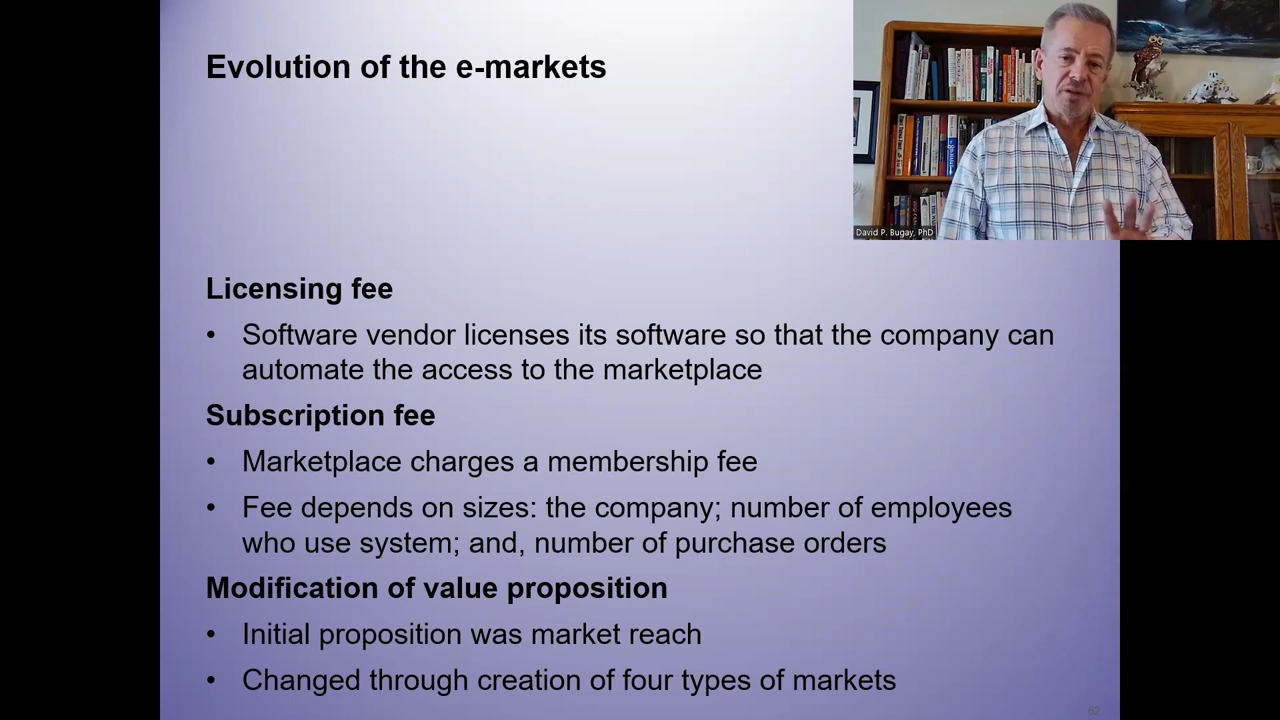 Evolution of the e-markets
David P. Bugay, PhD
Licensing fee
• Software vendor licenses its software so that the company can
automate the access to the marketplace
Subscription fee
• Marketplace charges a membership fee
• Fee depends on sizes: the company; number of employees
who use system; and, number of purchase orders
Modification of value proposition
• Initial proposition was market reach
• Changed through creation of four types of markets
62